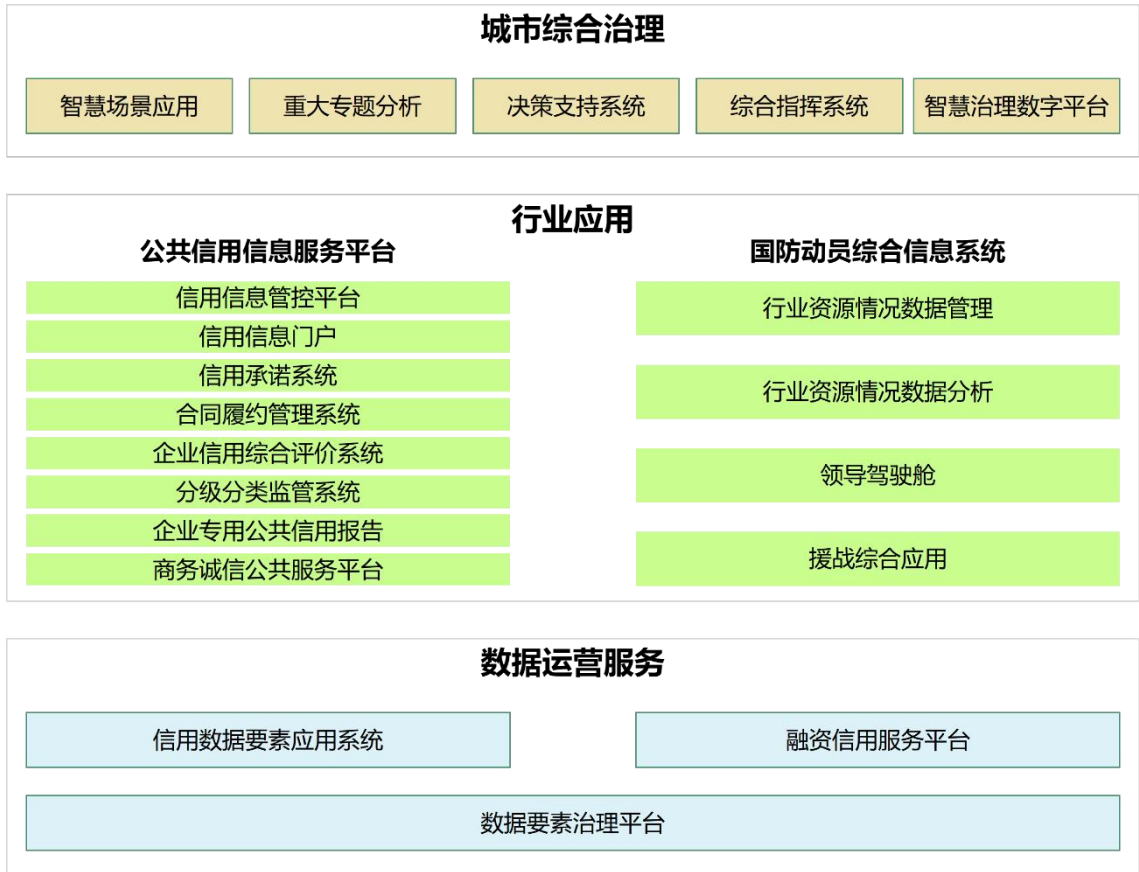 城市综合治理
智慧场景应用
重大专题分析
决策支持系统
综合指挥系统
智慧治理数字平台
行业应用
公共信用信息服务平台
信用信息管控平台
信用信息门户
信用承诺系统
合同履约管理系统
企业信用综合评价系统
分级分类监管系统
企业专用公共信用报告
商务诚信公共服务平台
国防动员综合信息系统
行业资源情况数据管理
行业资源情况数据分析
领导驾驶舱
援战综合应用
数据运营服务
信用数据要素应用系统
融资信用服务平台
数据要素治理平台